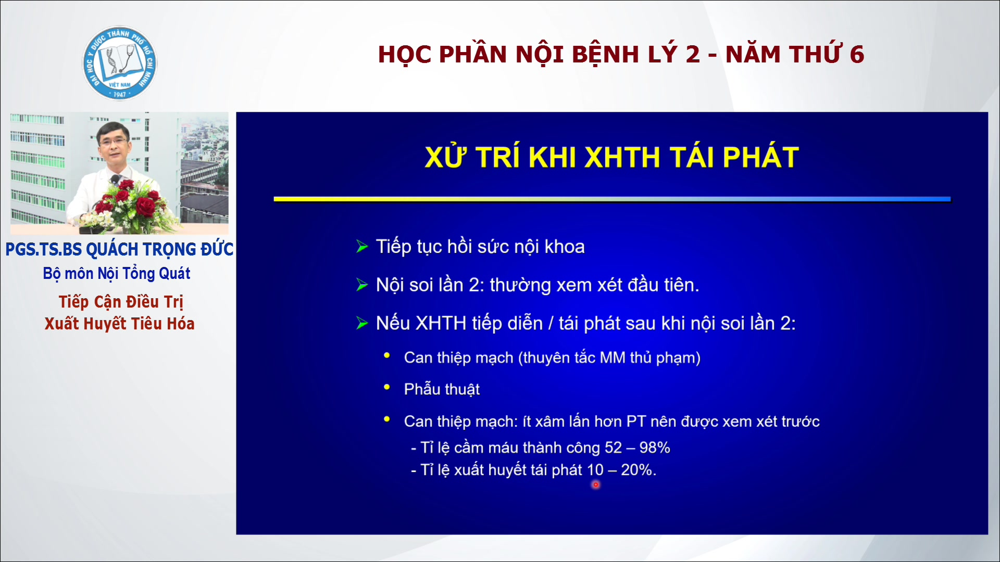 ĐẠI HỌC Y DƯỢC THÀNH PHỐ HỒ CHÍ MINH
VIỆT NAM
1947
HỌC PHẦN NỘI BỆNH LÝ 2 - NĂM THỨ 6
PGS.TS.BS QUÁCH TRỌNG ĐỨC
Bộ môn Nội Tổng Quát
Tiếp Cận Điều Trị
Xuất Huyết Tiêu Hóa
XỬ TRÍ KHI XHTH TÁI PHÁT
Tiếp tục hồi sức nội khoa
Nội soi lần 2: thường xem xét đầu tiên.
Nếu XHTH tiếp diễn / tái phát sau khi nội soi lần 2:
• Can thiệp mạch (thuyên tắc MM thủ phạm)
• Phẫu thuật
• Can thiệp mạch: ít xâm lấn hơn PT nên được xem xét trước
- Tỉ lệ cầm máu thành công 52 – 98%
- Tỉ lệ xuất huyết tái phát 10 – 20%.